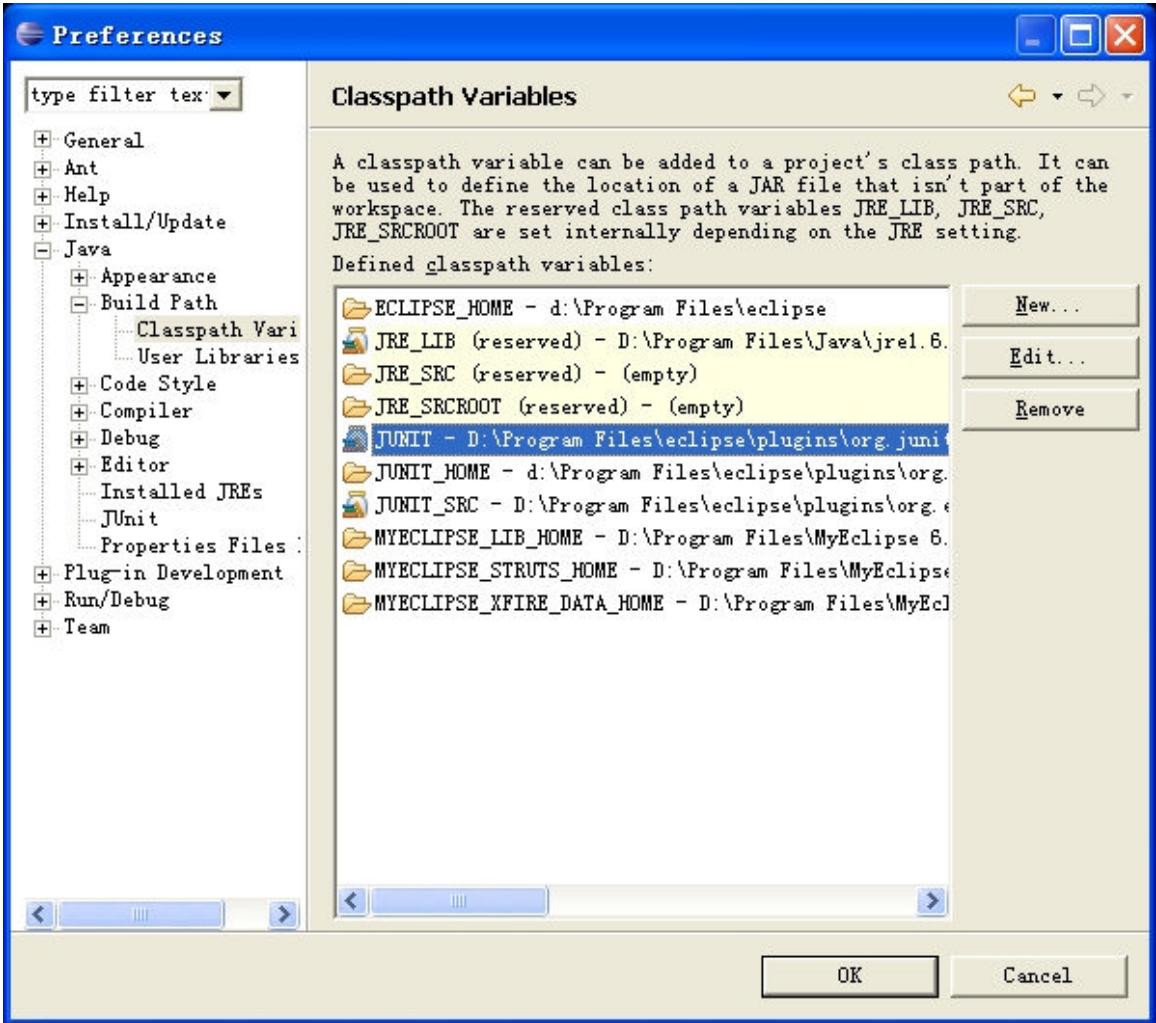 Preferences
type filter tex
General
Ant
Help
Install/Update
Java
Appearance
Build Path
Classpath Vari
User Libraries
Code Style
Compiler
Debug
Editor
Installed JREs
JUnit
Properties Files
Plug-in Development
Run/Debug
Team
Classpath Variables
A classpath variable can be added to a project's class path. It can
be used to define the location of a JAR file that isn't part of the
workspace. The reserved class path variables JRE_LIB, JRE_SRC,
JRE_SRCROOT are set internally depending on the JRE setting.
Defined classpath variables:
ECLIPSE_HOME - d:\Program Files\eclipse
JRE_LIB (reserved) - D:\Program Files\Java\jre1.6.
JRE_SRC (reserved) - (empty)
JRE_SRCROOT (reserved) - (empty)
JUNIT - D:\Program Files\eclipse\plugins\org.junit
JUNIT_HOME - d:\Program Files\eclipse\plugins\org.
JUNIT_SRC - D:\Program Files\eclipse\plugins\org.e
MYECLIPSE_LIB_HOME - D:\Program Files\MyEclipse 6.
MYECLIPSE_STRUTS_HOME - D:\Program Files\MyEclipse
MYECLIPSE_XFIRE_DATA_HOME - D:\Program Files\MyEcl
New...
Edit...
Remove
OK
Cancel